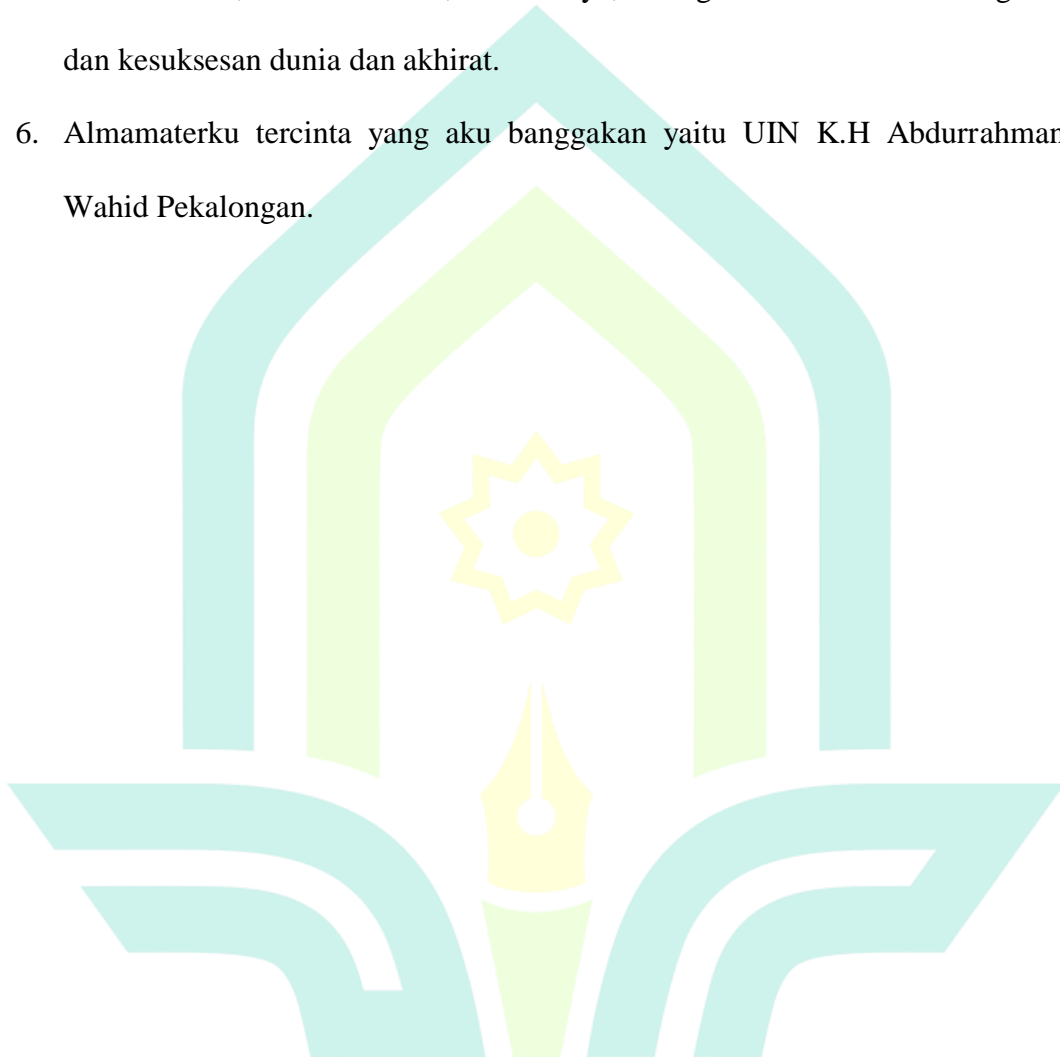 dan kesuksesan dunia dan akhirat.
6. Almamaterku tercinta yang aku banggakan yaitu UIN K.H Abdurrahman
Wahid Pekalongan.